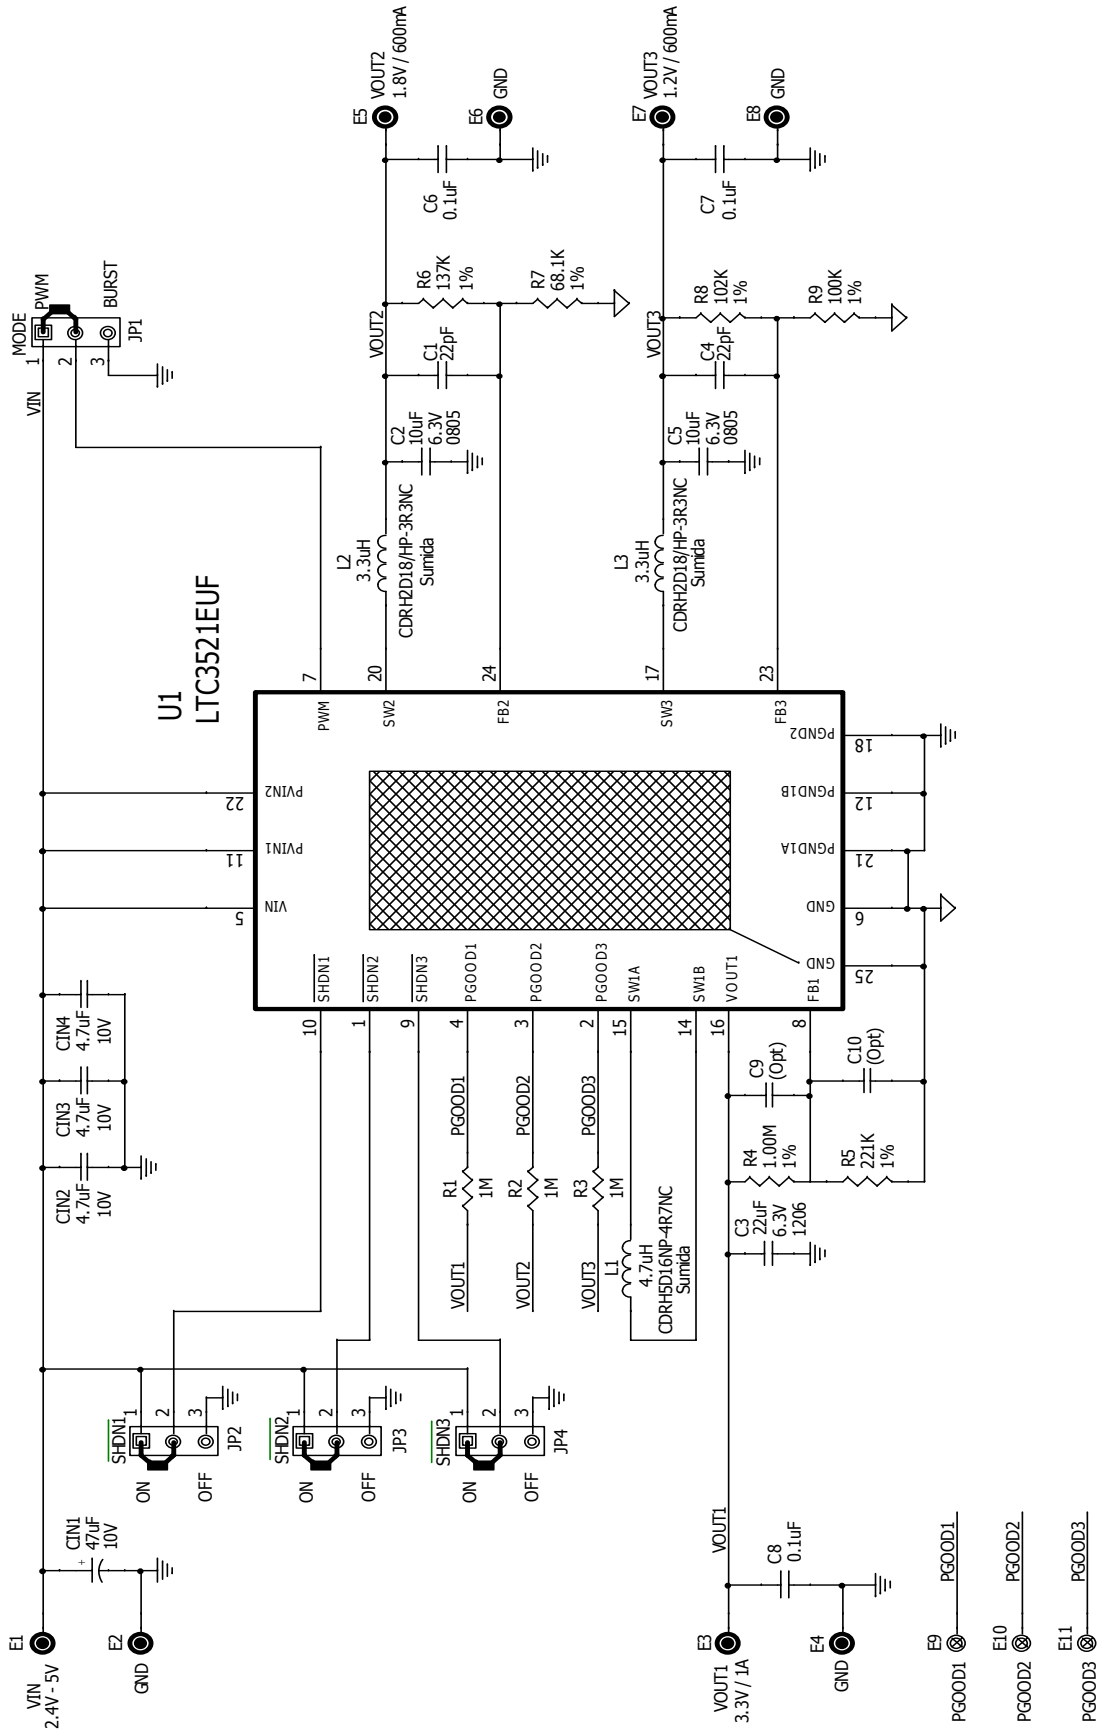 E1
VIN
2.4V - 5V
E2
GND
CIN1
47uF
10V
+
SHDN1
1
2
3
ON
OFF
JP2
SHDN2
1
2
3
ON
OFF
JP3
SHDN3
1
2
3
ON
OFF
JP4
CIN2
4.7uF
10V
CIN3
4.7uF
10V
CIN4
4.7uF
10V
VIN
MODE
PWM
BURST
1
2
3
JP1
U1
LTC3521EUF
5
VIN
11
PVIN1
22
PVIN2
10
SHDN1
1
SHDN2
9
SHDN3
4
PGOOD1
3
PGOOD2
2
PGOOD3
15
SW1A
14
SW1B
16
VOUT1
8
FB1
7
PWM
20
SW2
24
FB2
17
SW3
23
FB3
25
GND
6
GND
21
PGND1A
12
PGND1B
18
PGND2
VOUT1
R1
1M
PGOOD1
VOUT2
R2
1M
PGOOD2
VOUT3
R3
1M
PGOOD3
L1
4.7uH
CDRH5D16NP-4R7NC
Sumida
C3
22uF
6.3V
1206
R4
1.00M
1%
R5
221K
1%
C9
(Opt)
C10
(Opt)
E3
VOUT1
3.3V / 1A
VOUT1
C8
0.1uF
E4
GND
E9
PGOOD1
PGOOD1
E10
PGOOD2
PGOOD2
E11
PGOOD3
PGOOD3
L2
3.3uH
CDRH2D18/HP-3R3NC
Sumida
C2
10uF
6.3V
0805
C1
22pF
VOUT2
R6
137K
1%
R7
68.1K
1%
C6
0.1uF
E5
VOUT2
1.8V / 600mA
E6
GND
L3
3.3uH
CDRH2D18/HP-3R3NC
Sumida
C5
10uF
6.3V
0805
C4
22pF
VOUT3
R8
102K
1%
R9
100K
1%
C7
0.1uF
E7
VOUT3
1.2V / 600mA
E8
GND